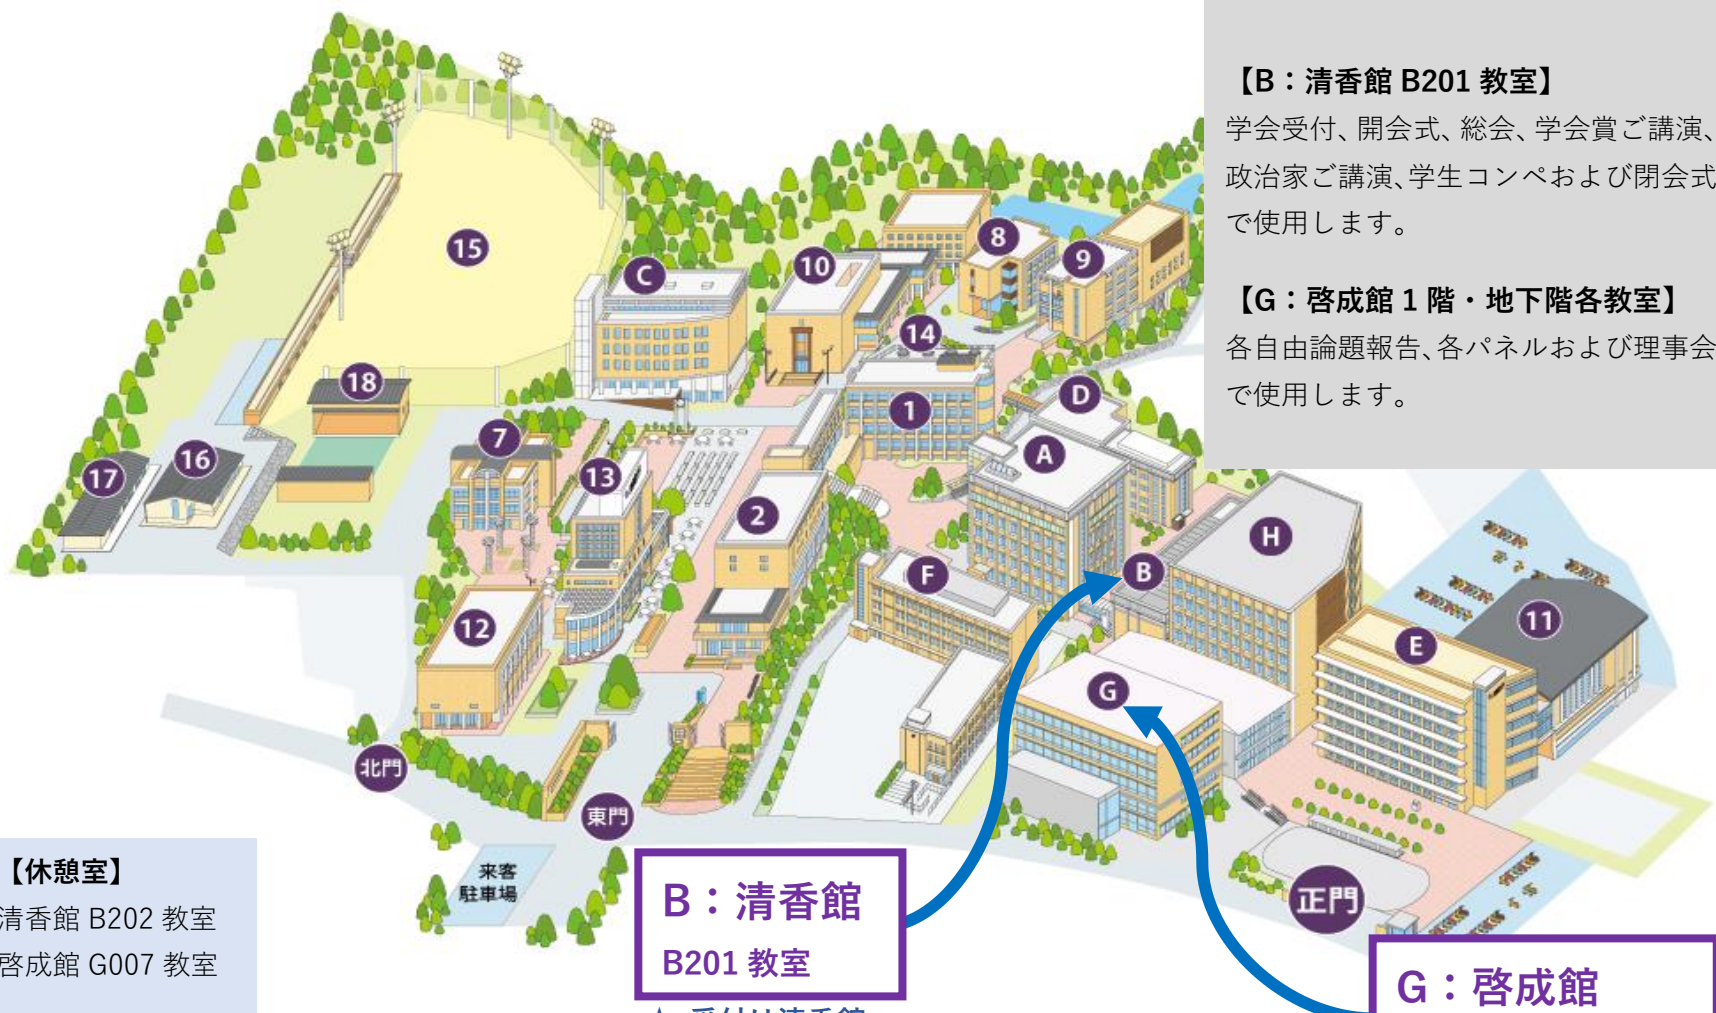 【B：清香館 B201 教室】
学会受付、開会式、総会、学会賞ご講演、
政治家ご講演、学生コンペおよび閉会式
で使用します。
【G：啓成館 1 階・地下階各教室】
各自由論題報告、各パネルおよび理事会
で使用します。
15
C
10
8
9
14
18
1
D
7
A
17
16
13
2
H
F
B
12
11
E
G
北門
東門
来客
駐車場
正門
【休憩室】
清香館 B202 教室
啓成館 G007 教室
B：清香館
B201 教室
G：啓成館